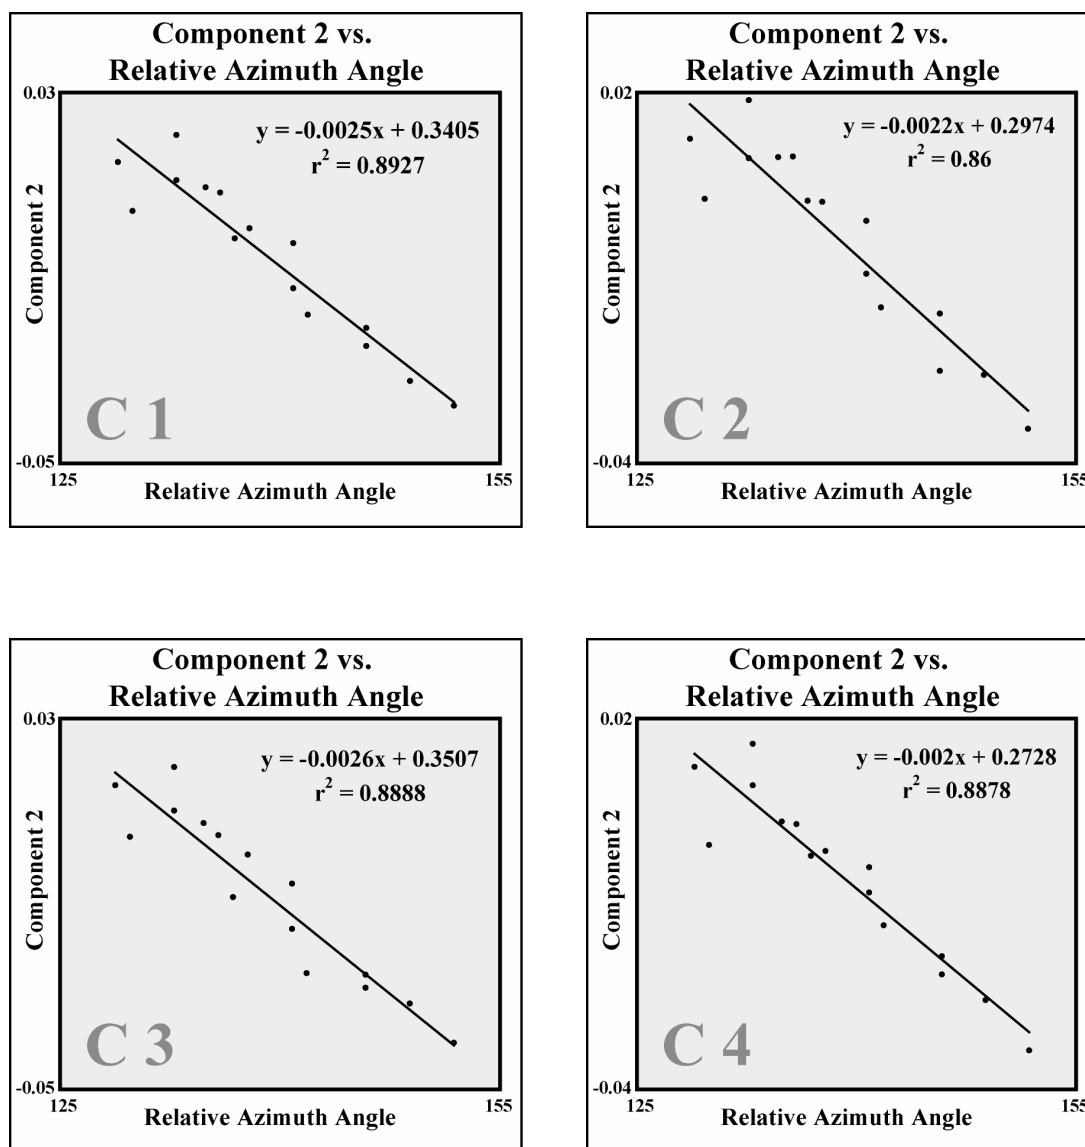 Component 2 vs.
Relative Azimuth Angle
0.03
y = -0.0025x + 0.3405
r² = 0.8927
Component 2
C 1
-0.05
125
155
Relative Azimuth Angle
Component 2 vs.
Relative Azimuth Angle
0.02
y = -0.0022x + 0.2974
r² = 0.86
Component 2
C 2
-0.04
125
155
Relative Azimuth Angle
Component 2 vs.
Relative Azimuth Angle
0.03
y = -0.0026x + 0.3507
r² = 0.8888
Component 2
C 3
-0.05
125
155
Relative Azimuth Angle
Component 2 vs.
Relative Azimuth Angle
0.02
y = -0.002x + 0.2728
r² = 0.8878
Component 2
C 4
-0.04
125
155
Relative Azimuth Angle